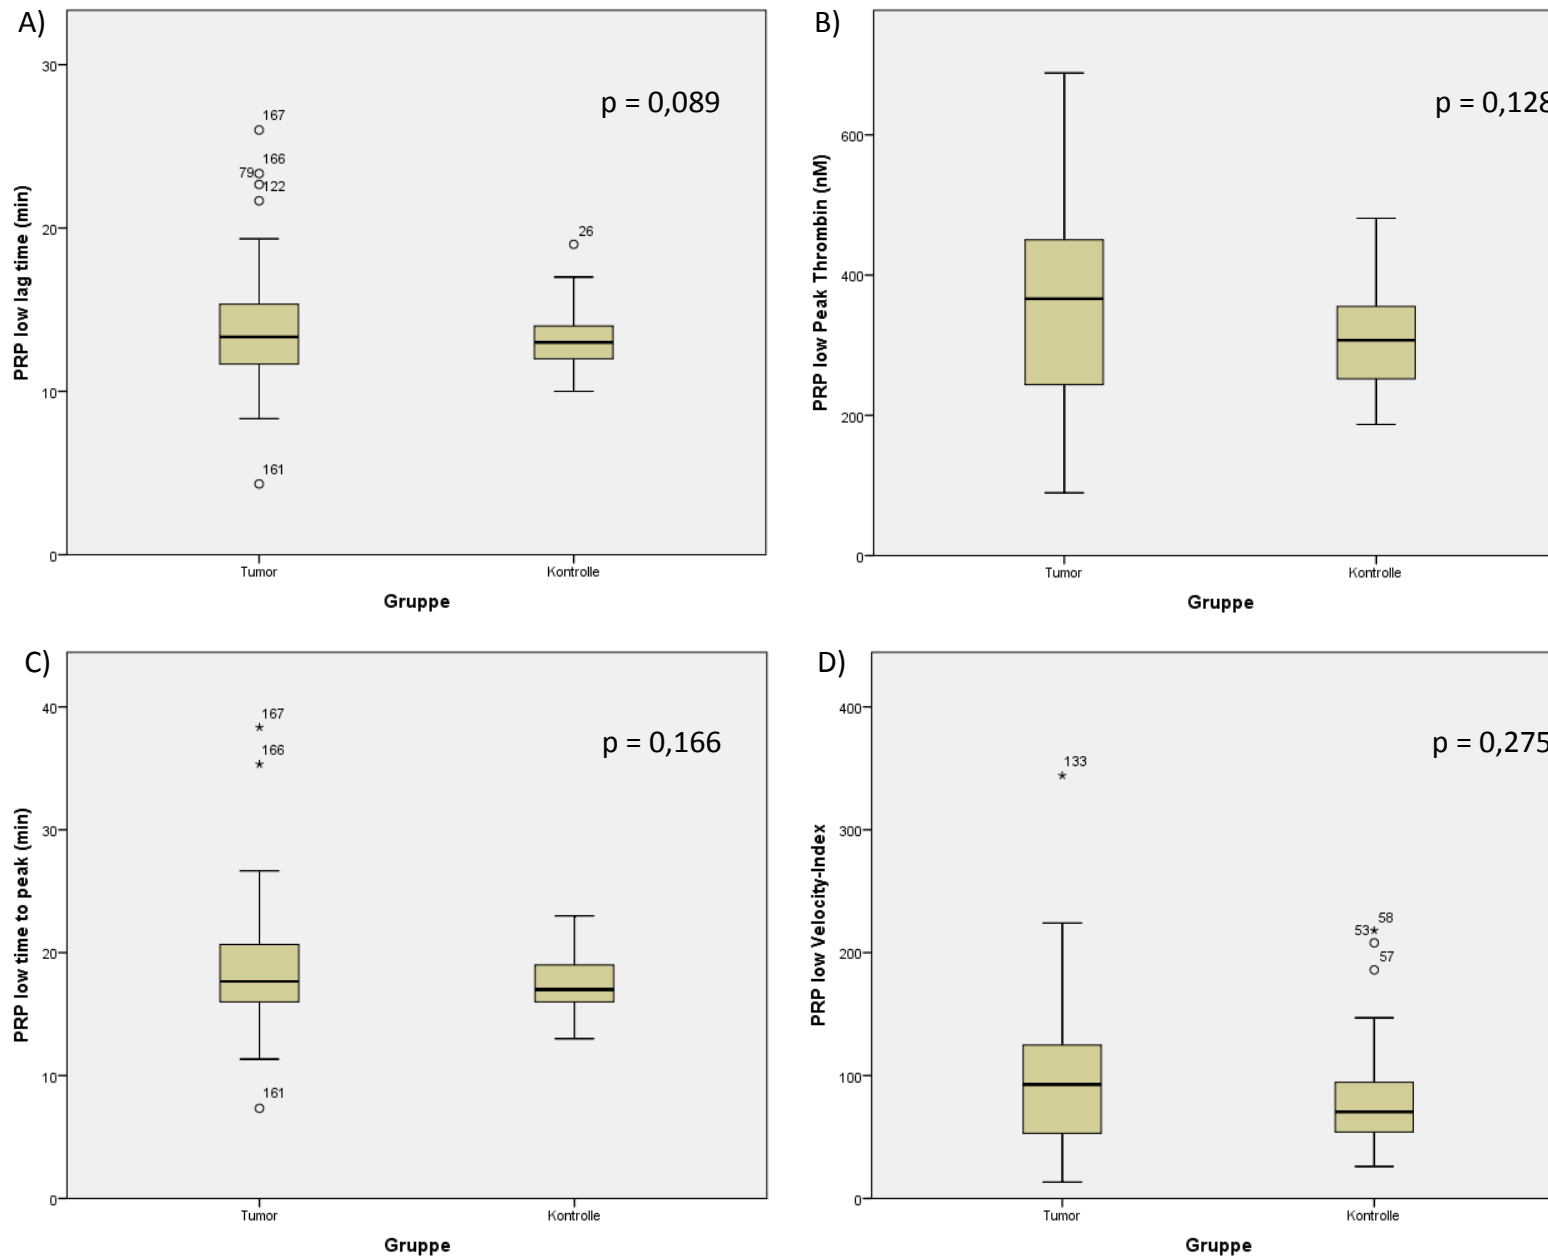 A)
PRP low lag time (min)
30
20
10
0
p = 0,089
167
166
79
122
161
26
Tumor
Kontrolle
Gruppe
B)
PRP low Peak Thrombin (nM)
600
400
200
0
p = 0,128
Tumor
Kontrolle
Gruppe
C)
PRP low time to peak (min)
40
30
20
10
0
p = 0,166
167
166
161
Tumor
Kontrolle
Gruppe
D)
PRP low Velocity-Index
400
300
200
100
0
p = 0,275
133
58
53
57
Tumor
Kontrolle
Gruppe